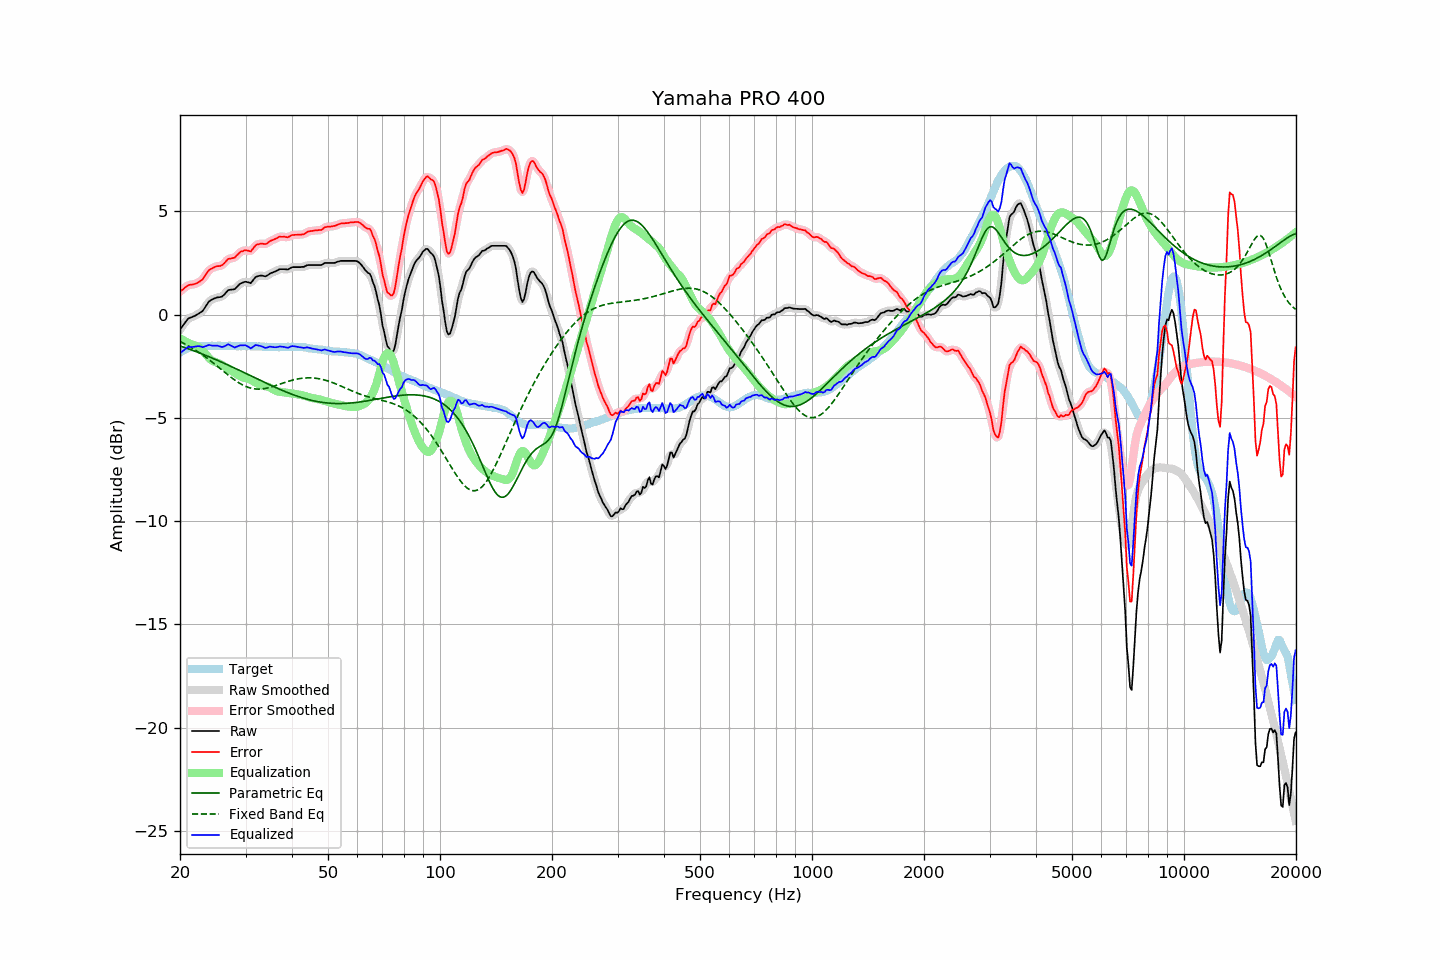 Yamaha PRO 400
Amplitude (dBr)
5
0
−5
−10
−15
−20
−25
Target
Raw Smoothed
Error Smoothed
Raw
Error
Equalization
Parametric Eq
Fixed Band Eq
Equalized
20 50 100 200 500 1000 2000 5000 10000 20000
Frequency (Hz)